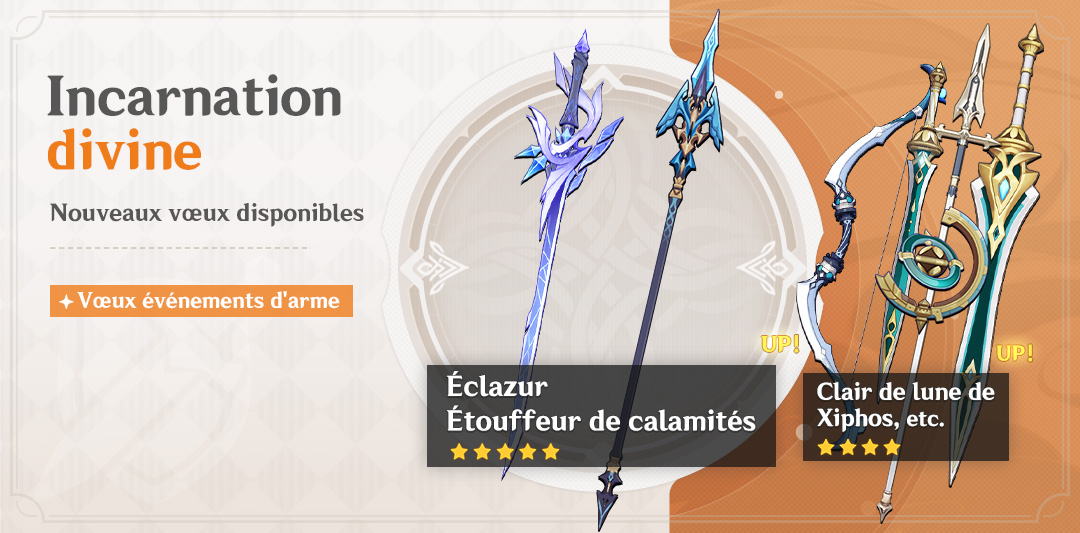 Incarnation
divine
Nouveaux vœux disponibles
Vœux événements d'arme
UP!
UP!
Éclazur
Étouffeur de calamités
Clair de lune de
Xiphos, etc.